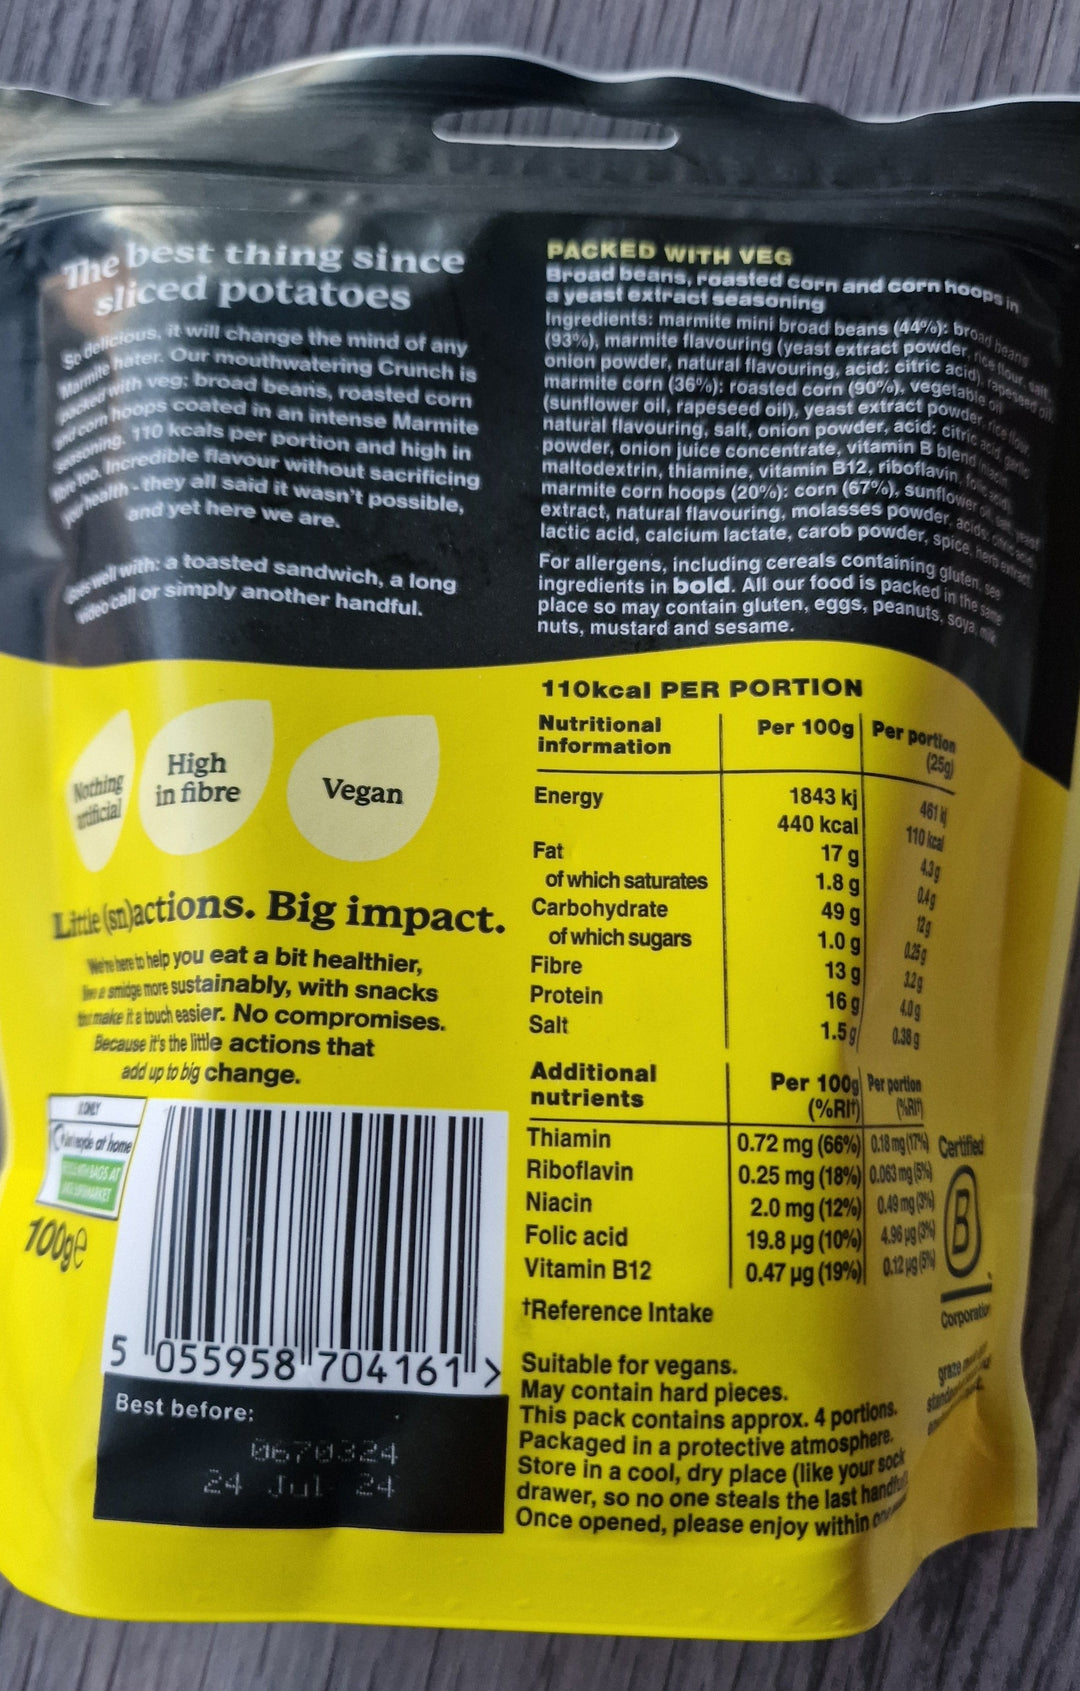 The best thing since
sliced potatoes
So delicious, it will change the mind of any
Marmite hater. Our mouthwatering Crunch is
packed with veg: broad beans, roasted corn
and corn hoops coated in an intense Marmite
seasoning. 110 kcals per portion and high in
fibre too. Incredible flavour without sacrificing
your health - they all said it wasn't possible,
and yet here we are.
Goes well with: a toasted sandwich, a long
video call or simply another handful.
PACKED WITH VEG
Broad beans, roasted corn and corn hoops in
a yeast extract seasoning
Ingredients: marmite mini broad beans (44%): broad beans
(93%), marmite flavouring (yeast extract powder, rice flour, salt,
onion powder, natural flavouring, acid: citric acid), rapeseed oil,
marmite corn (36%): roasted corn (90%), vegetable oil
(sunflower oil, rapeseed oil), yeast extract powder, rice flour,
natural flavouring, salt, onion powder, acid: citric acid, garlic
powder, onion juice concentrate, vitamin B blend (niacin,
maltodextrin, thiamine, vitamin B12, riboflavin, folic acid),
marmite corn hoops (20%): corn (67%), sunflower oil, salt, yeast
extract, natural flavouring, molasses powder, acids: citric acid,
lactic acid, calcium lactate, carob powder, spice, herb extract
For allergens, including cereals containing gluten, see
ingredients in bold. All our food is packed in the same
place so may contain gluten, eggs, peanuts, soya, milk
nuts, mustard and sesame.
Nothing
artificial
High
in fibre
Vegan
Little (sn)actions. Big impact.
We're here to help you eat a bit healthier,
live a smidge more sustainably, with snacks
that make it a touch easier. No compromises.
Because it's the little actions that
add up to big change.
110kcal PER PORTION
Nutritional information Per 100g Per portion (25g)
Energy 1843 kj 461 kj
440 kcal 110 kcal
Fat 17 g 4.3 g
of which saturates 1.8 g 0.4 g
Carbohydrate 49 g 12 g
of which sugars 1.0 g 0.25 g
Fibre 13 g 3.2 g
Protein 16 g 4.0 g
Salt 1.5 g 0.38 g
Additional nutrients Per 100g (%RI†) Per portion (%RI†)
Thiamin 0.72 mg (66%) 0.18 mg (17%)
Riboflavin 0.25 mg (18%) 0.063 mg (5%)
Niacin 2.0 mg (12%) 0.49 mg (3%)
Folic acid 19.8 µg (10%) 4.96 µg (3%)
Vitamin B12 0.47 µg (19%) 0.12 µg (5%)
†Reference Intake
Certified
B
Corporation
at home
BAGS AT
SUPERMARKET
100g e
5 055958 704161 >
Best before:
0670324
24 Jul 24
Suitable for vegans.
May contain hard pieces.
This pack contains approx. 4 portions.
Packaged in a protective atmosphere.
Store in a cool, dry place (like your sock
drawer, so no one steals the last handful)
Once opened, please enjoy within
graze